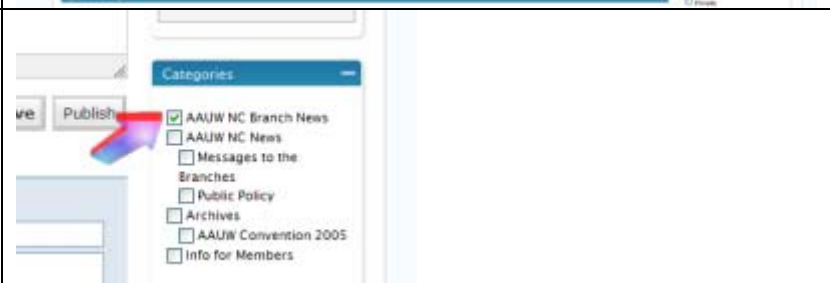 Private
Categories
ve Publish
AAUW NC Branch News
AAUW NC News
Messages to the
Branches
Public Policy
Archives
AAUW Convention 2005
Info for Members